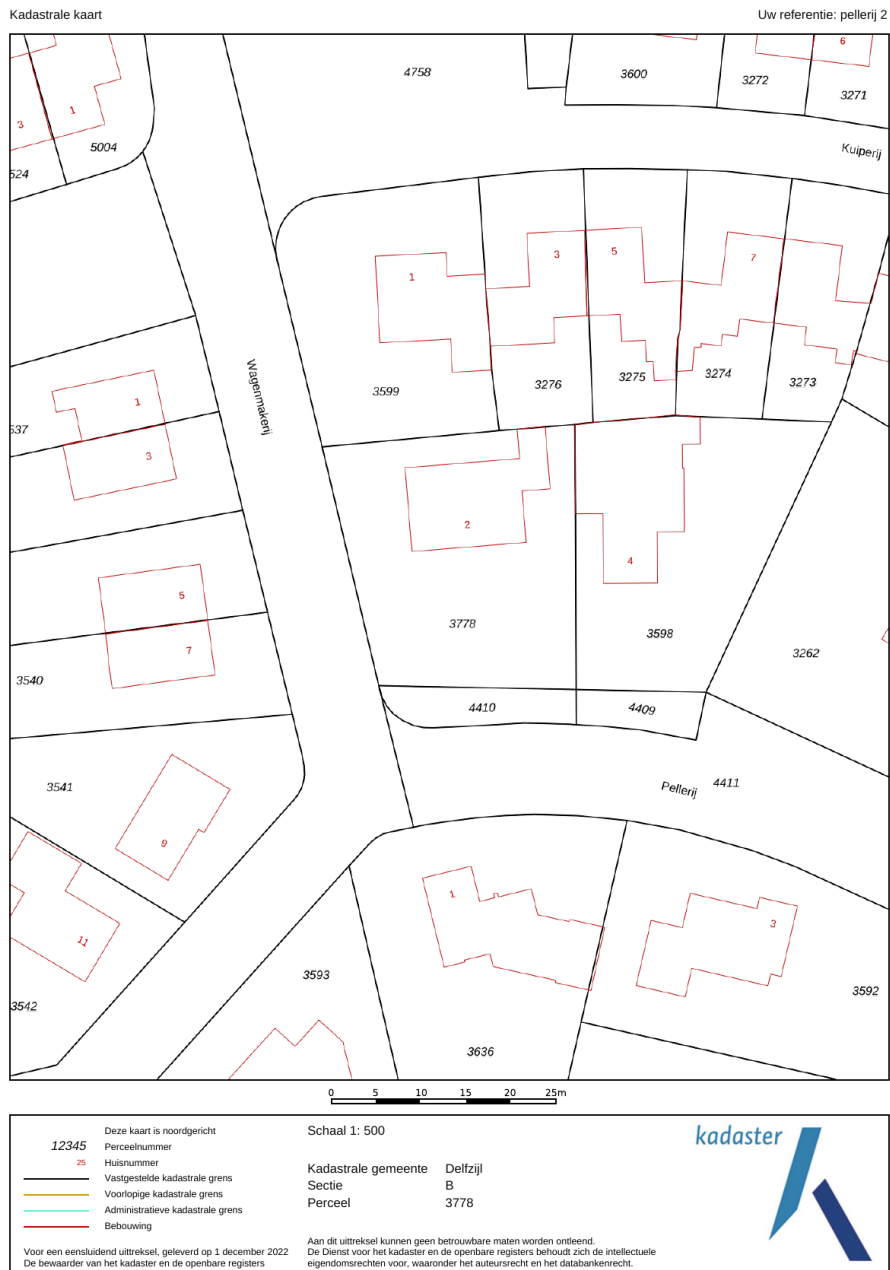 Kadastrale kaart
Uw referentie: pellerij 2
6
4758
3600
3272
3271
1
3
5004
524
Kuiperij
3
5
7
1
3599
3276
3275
3274
3273
Wagenmakerij
1
537
3
2
4
5
7
3778
3598
3262
3540
4410
4409
3541
Pellerij
4411
9
1
3
11
3593
3592
3542
3636
0 5 10 15 20 25m
Deze kaart is noordgericht
12345 Perceelnummer
25 Huisnummer
Vastgestelde kadastrale grens
Voorlopige kadastrale grens
Administratieve kadastrale grens
Bebouwing
Voor een eensluidend uittreksel, geleverd op 1 december 2022
De bewaarder van het kadaster en de openbare registers
Schaal 1: 500
Kadastrale gemeente Delfzijl
Sectie B
Perceel 3778
Aan dit uittreksel kunnen geen betrouwbare maten worden ontleend.
De Dienst voor het kadaster en de openbare registers behoudt zich de intellectuele
eigendomsrechten voor, waaronder het auteursrecht en het databankenrecht.
kadaster